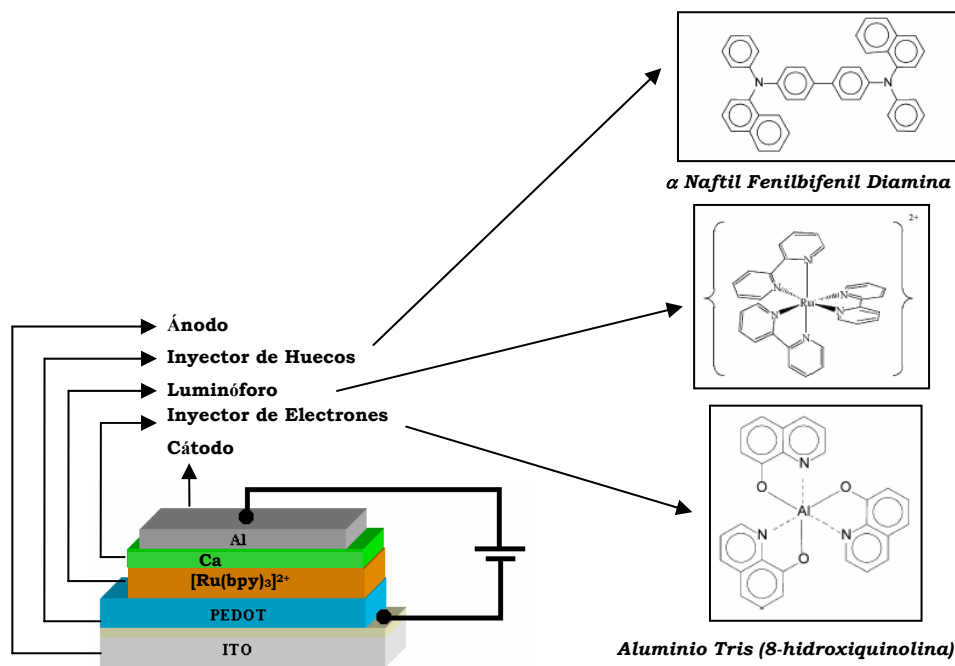 α Naftil Fenilbifenil Diamina
2+
Ru
N
N
N
N
N
N
Ánodo
Inyector de Huecos
Luminóforo
Inyector de Electrones
Cátodo
Al
Ca
[Ru(bpy)₃]²⁺
PEDOT
ITO
N
N
N
O
O
Al
N
N
O
Aluminio Tris (8-hidroxiquinolina)